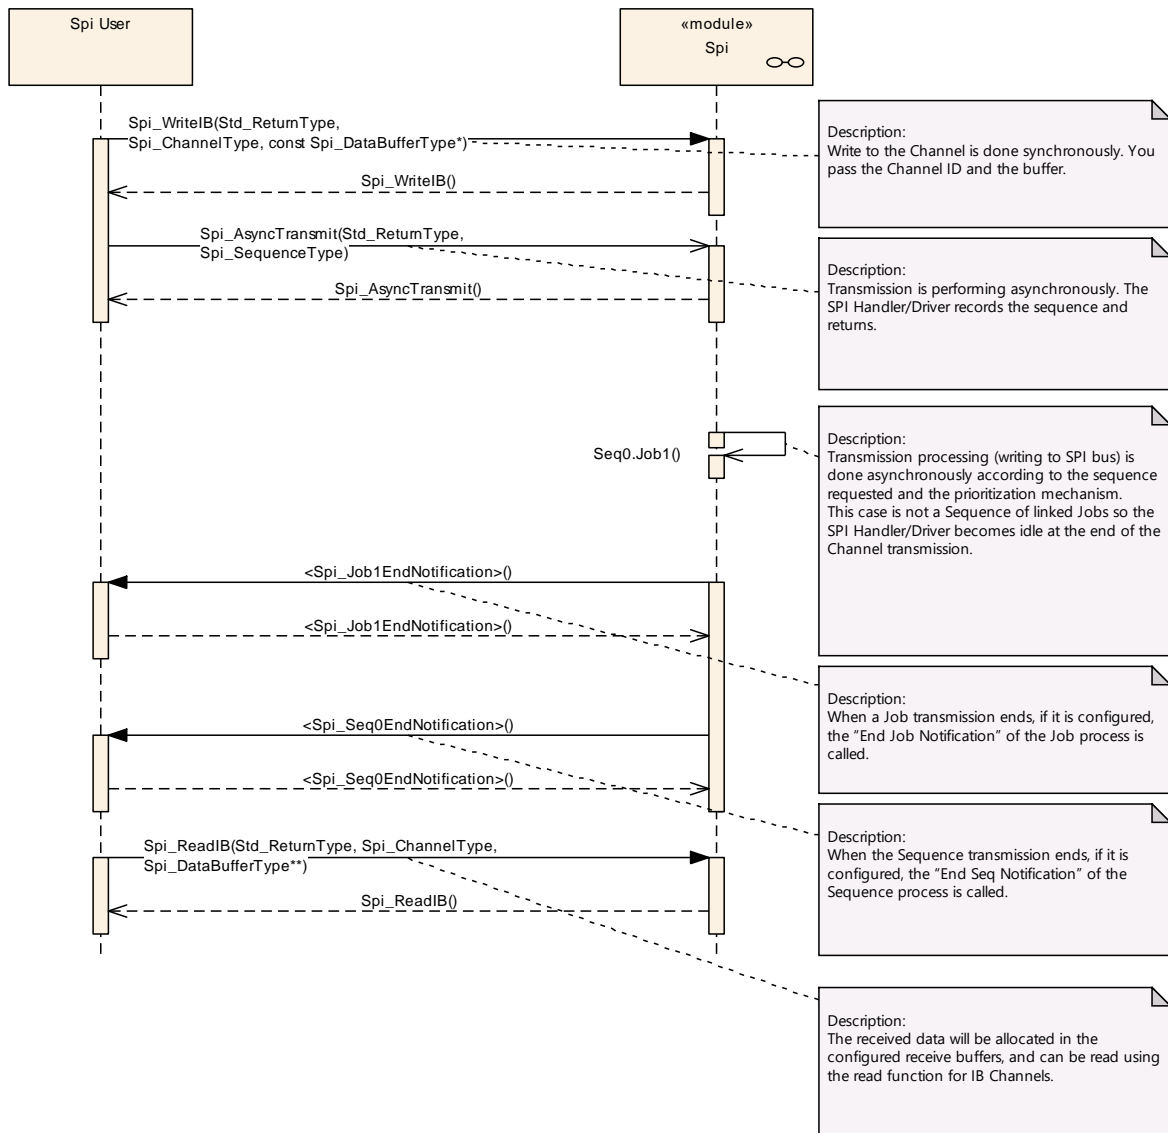 Spi User
«module»
Spi
Spi_WriteIB(Std_ReturnType,
Spi_ChannelType, const Spi_DataBufferType*)
Description:
Write to the Channel is done synchronously. You
pass the Channel ID and the buffer.
Spi_WriteIB()
Spi_AsyncTransmit(Std_ReturnType,
Spi_SequenceType)
Description:
Transmission is performing asynchronously. The
SPI Handler/Driver records the sequence and
returns.
Spi_AsyncTransmit()
Seq0.Job1()
Description:
Transmission processing (writing to SPI bus) is
done asynchronously according to the sequence
requested and the prioritization mechanism.
This case is not a Sequence of linked Jobs so the
SPI Handler/Driver becomes idle at the end of the
Channel transmission.
<Spi_Job1EndNotification>()
<Spi_Job1EndNotification>()
Description:
When a Job transmission ends, if it is configured,
the “End Job Notification” of the Job process is
called.
<Spi_Seq0EndNotification>()
<Spi_Seq0EndNotification>()
Description:
When the Sequence transmission ends, if it is
configured, the “End Seq Notification” of the
Sequence process is called.
Spi_ReadIB(Std_ReturnType, Spi_ChannelType,
Spi_DataBufferType**)
Spi_ReadIB()
Description:
The received data will be allocated in the
configured receive buffers, and can be read using
the read function for IB Channels.